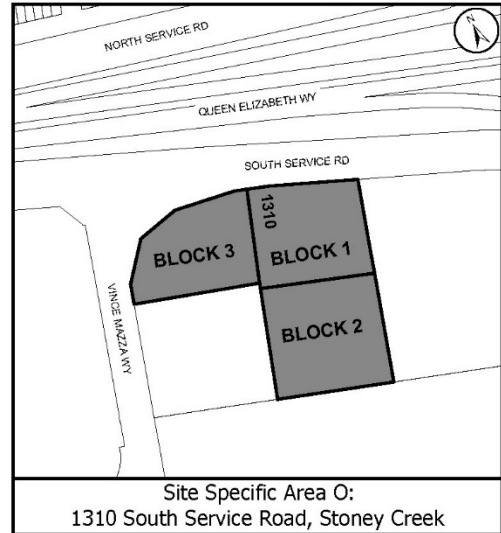 NORTH SERVICE RD
N
QUEEN ELIZABETH WY
SOUTH SERVICE RD
1310
BLOCK 3
BLOCK 1
VINCE MAZZA WY
BLOCK 2
Site Specific Area O:
1310 South Service Road, Stoney Creek